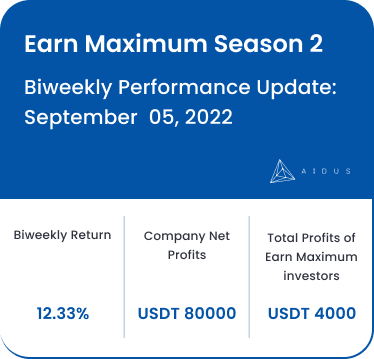 Earn Maximum Season 2
Biweekly Performance Update:
September 05, 2022
AIDUS
Biweekly Return
12.33%
Company Net
Profits
USDT 80000
Total Profits of
Earn Maximum
investors
USDT 4000